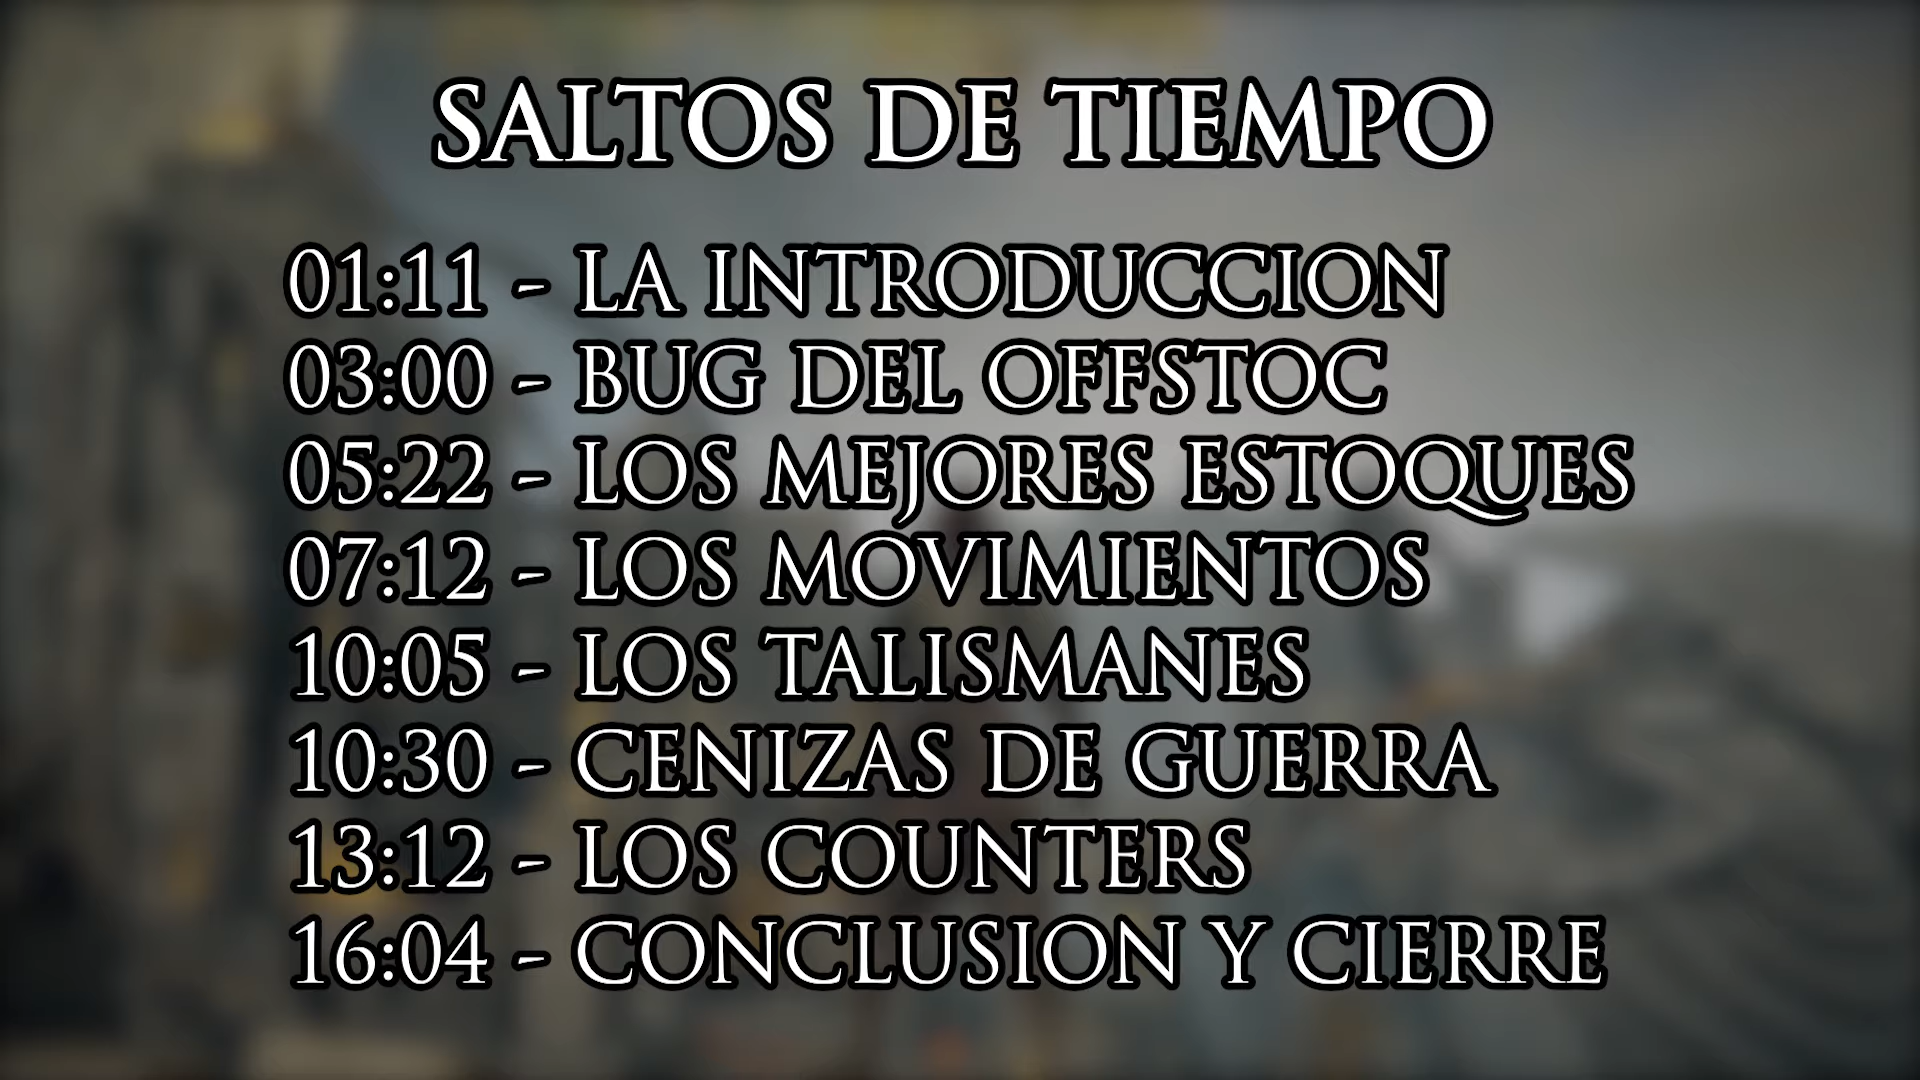 SALTOS DE TIEMPO
01:11 - LA INTRODUCCION
03:00 - BUG DEL OFFSTOC
05:22 - LOS MEJORES ESTOQUES
07:12 - LOS MOVIMIENTOS
10:05 - LOS TALISMANES
10:30 - CENIZAS DE GUERRA
13:12 - LOS COUNTERS
16:04 - CONCLUSION Y CIERRE